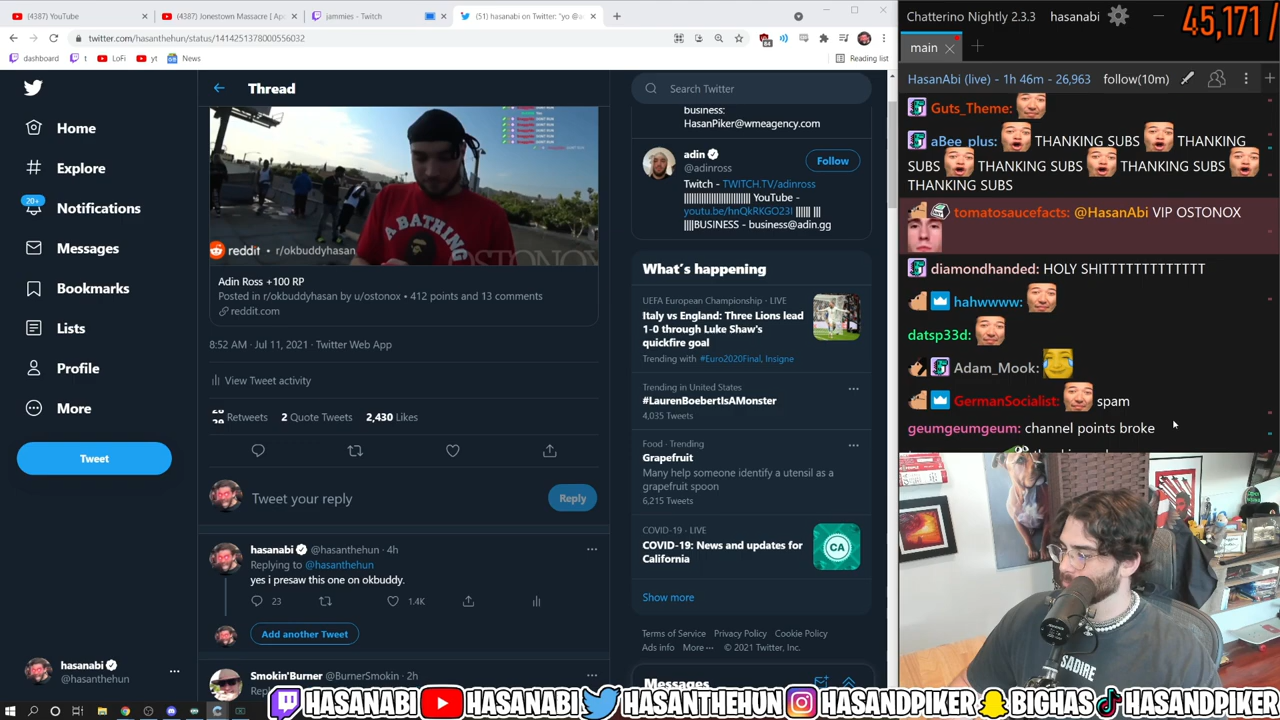 (4387) YouTube
(4387) Jonestown Massacre [ Apo
jammies - Twitch
(51) hasanabi on Twitter: "yo @a
twitter.com/hasanthehun/status/1414251378000556032
84
dashboard
t
LoFi
yt
News
Reading list
Home
Explore
20+
Notifications
Messages
Bookmarks
Lists
Profile
More
Tweet
hasanabi
@hasanthehun
Thread
BATHING
OSTONOX
reddit • r/okbuddyhasan
Adin Ross +100 RP
Posted in r/okbuddyhasan by u/ostonox • 412 points and 13 comments
reddit.com
8:52 AM · Jul 11, 2021 · Twitter Web App
View Tweet activity
Retweets 2 Quote Tweets 2,430 Likes
Tweet your reply
Reply
hasanabi @hasanthehun · 4h
Replying to @hasanthehun
yes i presaw this one on okbuddy.
23
1.4K
Add another Tweet
Smokin'Burner @BurnerSmokin · 2h
Search Twitter
business:
HasanPiker@wmeagency.com
adin
@adinross
Follow
Twitch - TWITCH.TV/adinross
|||||||||||||||||||||||||||| YouTube -
youtu.be/hnQkRKGO23I |||||| |||
||||BUSINESS - business@adin.gg
What's happening
UEFA European Championship · LIVE
Italy vs England: Three Lions lead
1-0 through Luke Shaw's
quickfire goal
Trending with #Euro2020Final, Insigne
Trending in United States
#LaurenBoebertIsAMonster
4,035 Tweets
Food · Trending
Grapefruit
Many help someone identify a utensil as a
grapefruit spoon
6,215 Tweets
COVID-19 · LIVE
COVID-19: News and updates for
California
CA
Show more
Terms of Service Privacy Policy Cookie Policy
Ads info More ··· © 2021 Twitter, Inc.
Messages
Chatterino Nightly 2.3.3 hasanabi
45,171 /
main
HasanAbi (live) - 1h 46m - 26,963 follow(10m)
Guts_Theme:
aBee_plus: THANKING SUBS THANKING
SUBS THANKING SUBS THANKING SUBS
THANKING SUBS
tomatosaucefacts: @HasanAbi VIP OSTONOX
diamondhanded: HOLY SHITTTTTTTTTTTT
hahwwww:
datsp33d:
Adam_Mook:
GermanSocialist: spam
geumgeumgeum: channel points broke
SADIRE
HASANABI HASANABI HASANTHEHUN HASANDPIKER BIGHAS HASANDPIKER